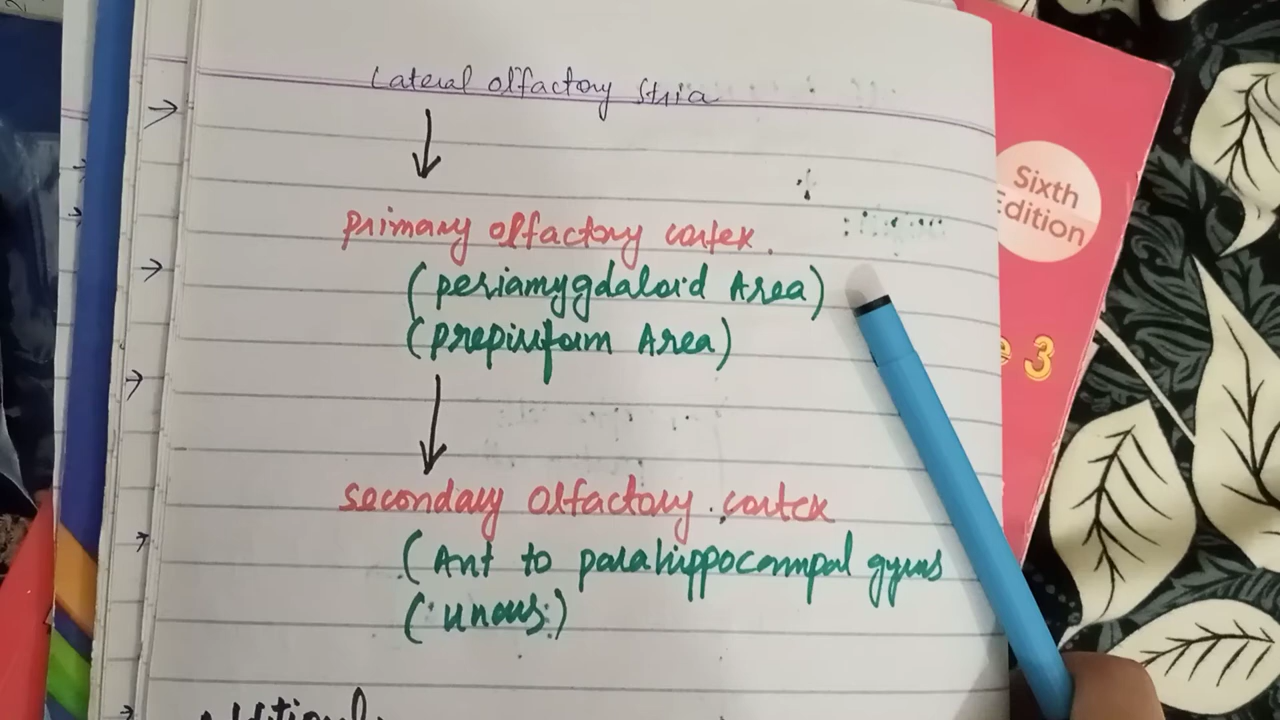 Lateral olfactory stria
primary olfactory cortex.
(periamygdaloid Area)
(prepiriform Area)
secondary olfactory cortex
(Ant to parahippocampal gyrus
(uncus)
Sixth
Edition
3